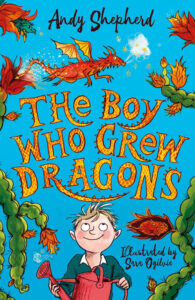 Andy Shepherd
THE BOY
WHO GREW
DRAGONS
Illustrated by
Sara Ogilvie